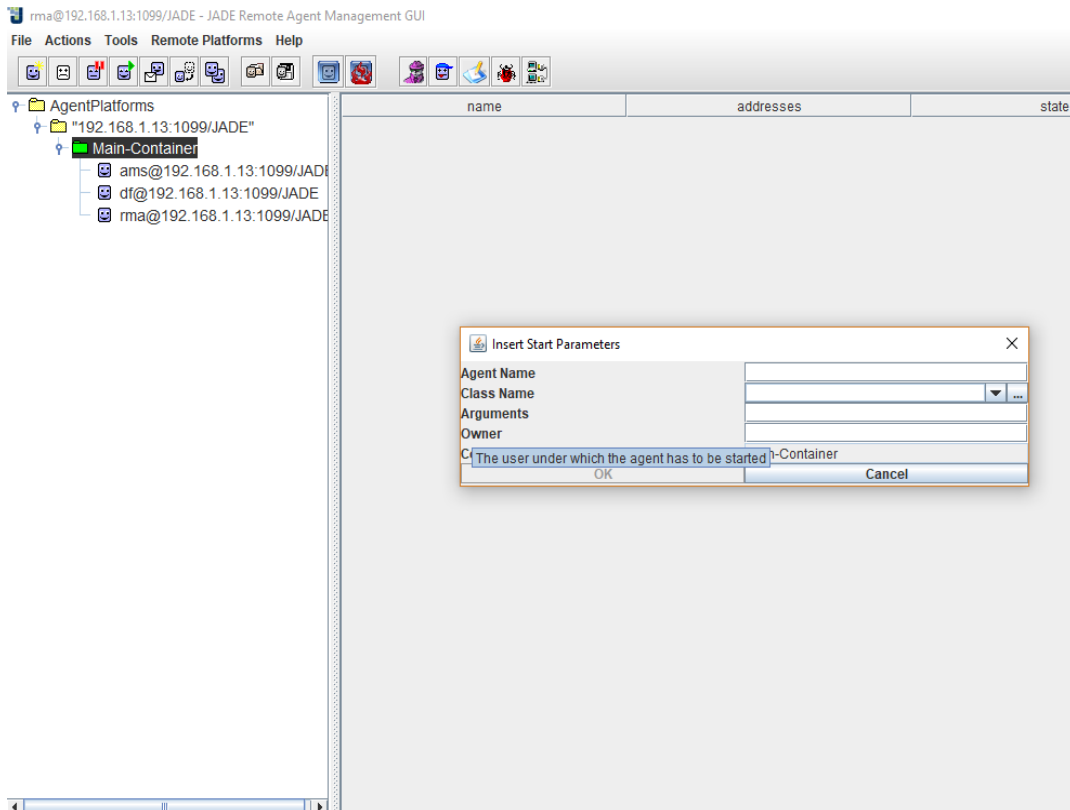 rma@192.168.1.13:1099/JADE - JADE Remote Agent Management GUI
File Actions Tools Remote Platforms Help
AgentPlatforms
"192.168.1.13:1099/JADE"
Main-Container
ams@192.168.1.13:1099/JADE
df@192.168.1.13:1099/JADE
rma@192.168.1.13:1099/JADE
name addresses state
Insert Start Parameters
Agent Name
Class Name
...
Arguments
Owner
The user under which the agent has to be started
n-Container
OK Cancel